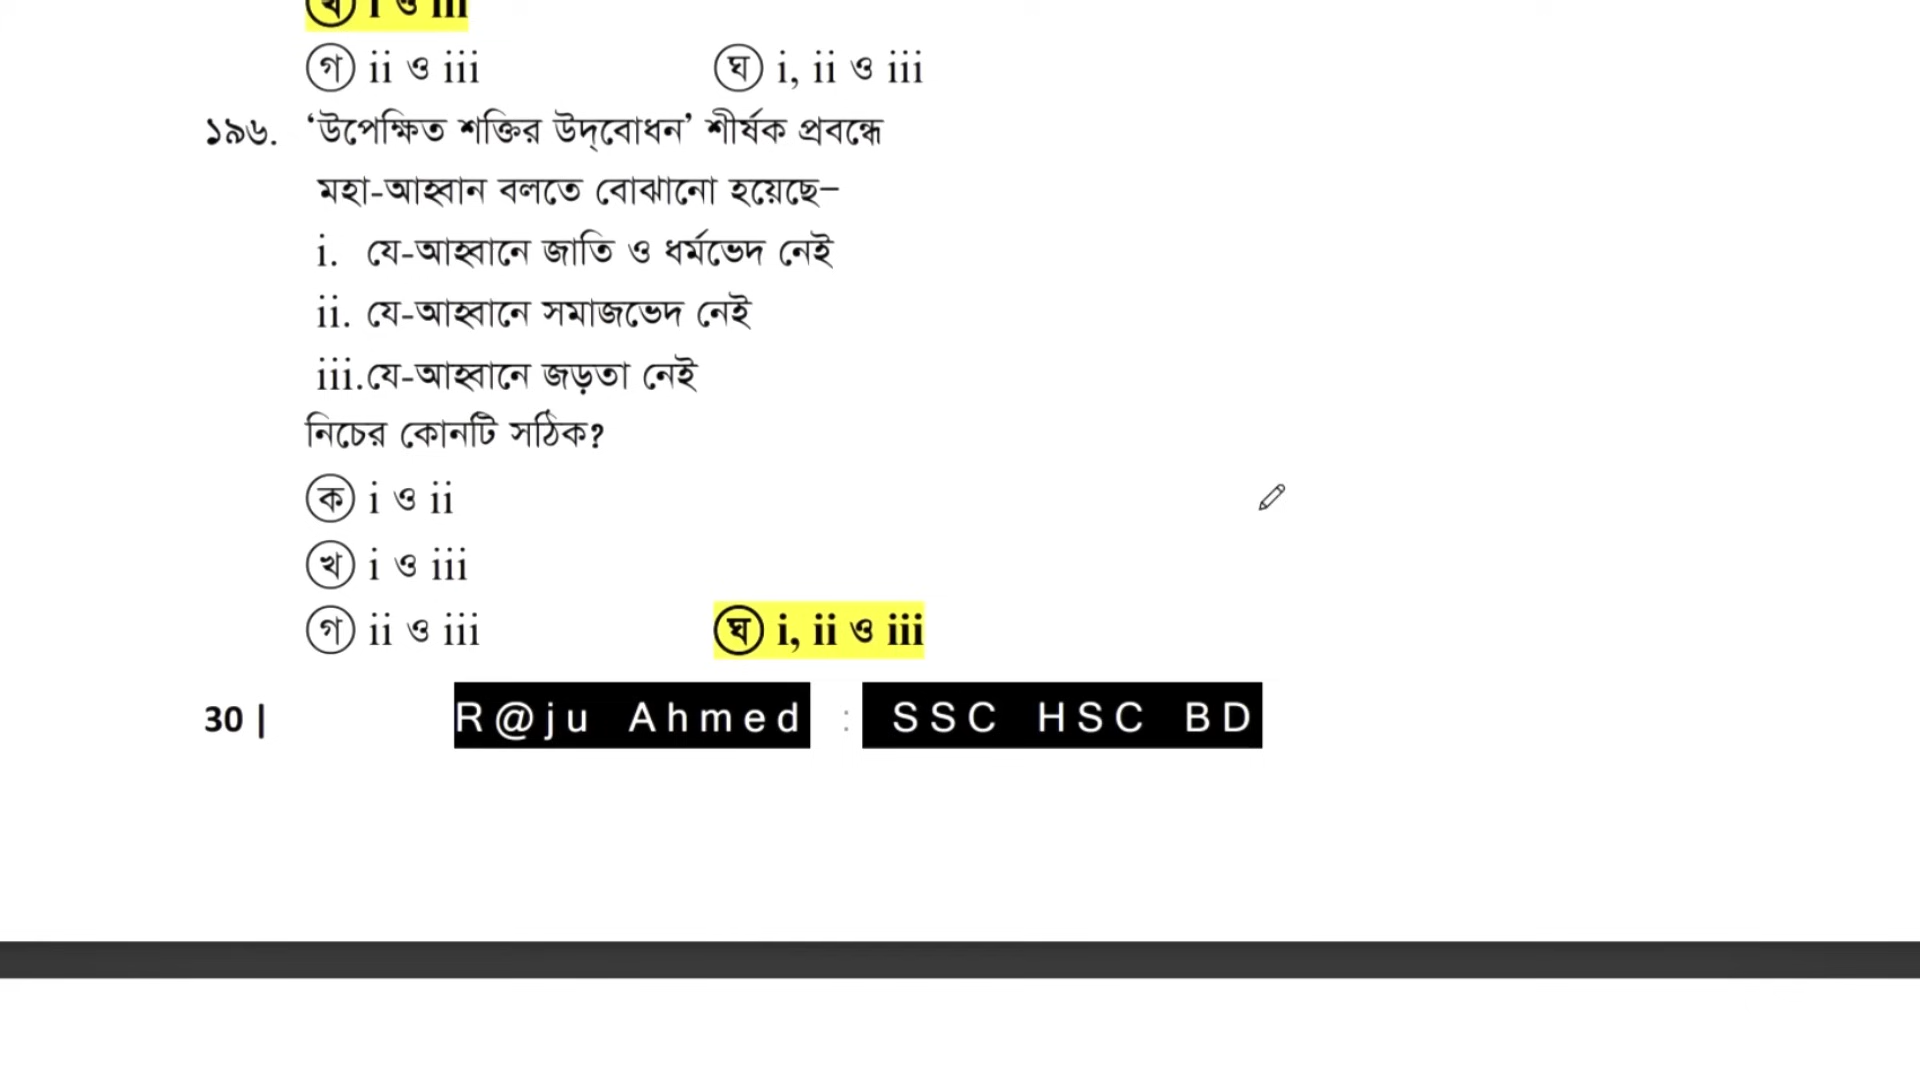 খ i ও iii
গ ii ও iii ঘ i, ii ও iii
১৯৬. ‘উপেক্ষিত শক্তির উদ্‌বোধন’ শীর্ষক প্রবন্ধে
মহা-আহ্বান বলতে বোঝানো হয়েছে–
i. যে-আহ্বানে জাতি ও ধর্মভেদ নেই
ii. যে-আহ্বানে সমাজভেদ নেই
iii.যে-আহ্বানে জড়তা নেই
নিচের কোনটি সঠিক?
ক i ও ii
খ i ও iii
গ ii ও iii ঘ i, ii ও iii
30 | R@ju Ahmed : SSC HSC BD